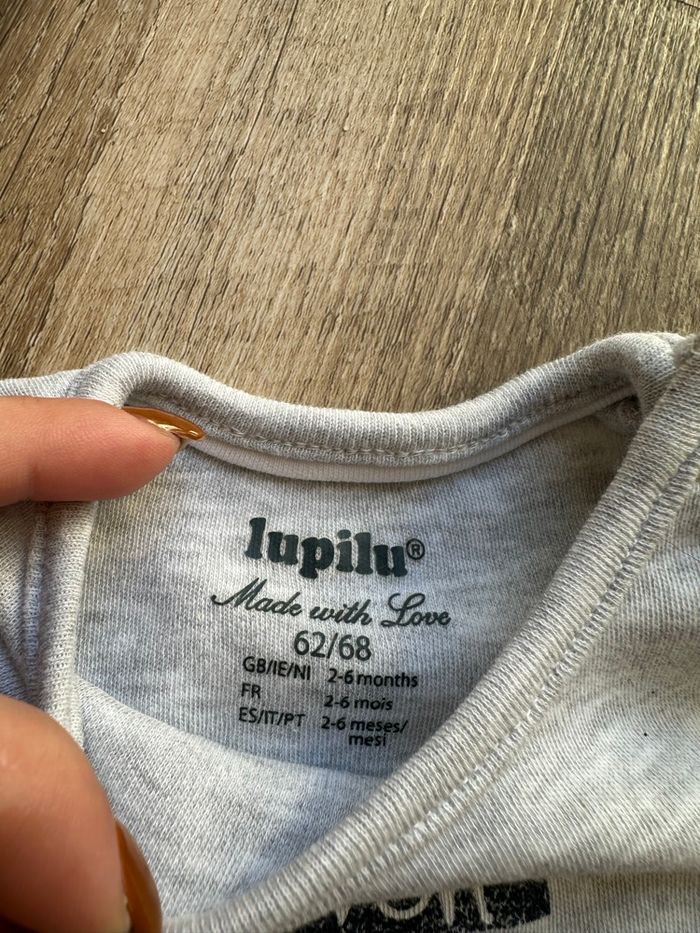 lupilu®
Made with Love
62/68
GB/IE/NI 2-6 months
FR 2-6 mois
ES/IT/PT 2-6 meses/
mesi